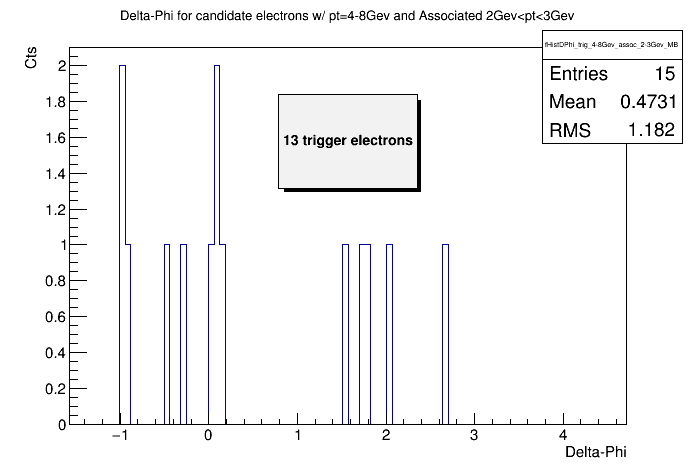 Delta-Phi for candidate electrons w/ pt=4-8Gev and Associated 2Gev<pt<3Gev
fHistDPhi_trig_4-8Gev_assoc_2-3Gev_MB
Entries 15
Mean 0.4731
RMS 1.182
13 trigger electrons
Cts
2
1.8
1.6
1.4
1.2
1
0.8
0.6
0.4
0.2
0
−1 0 1 2 3 4
Delta-Phi